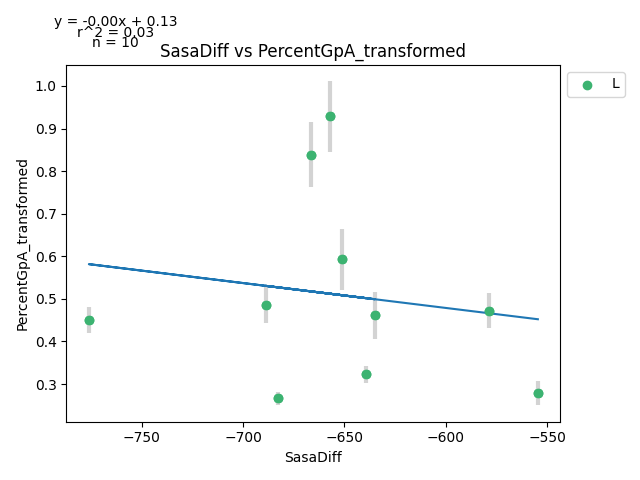 y = -0.00x + 0.13
r^2 = 0.03
n = 10
SasaDiff vs PercentGpA_transformed
L
PercentGpA_transformed
1.0
0.9
0.8
0.7
0.6
0.5
0.4
0.3
−750
−700
−650
−600
−550
SasaDiff